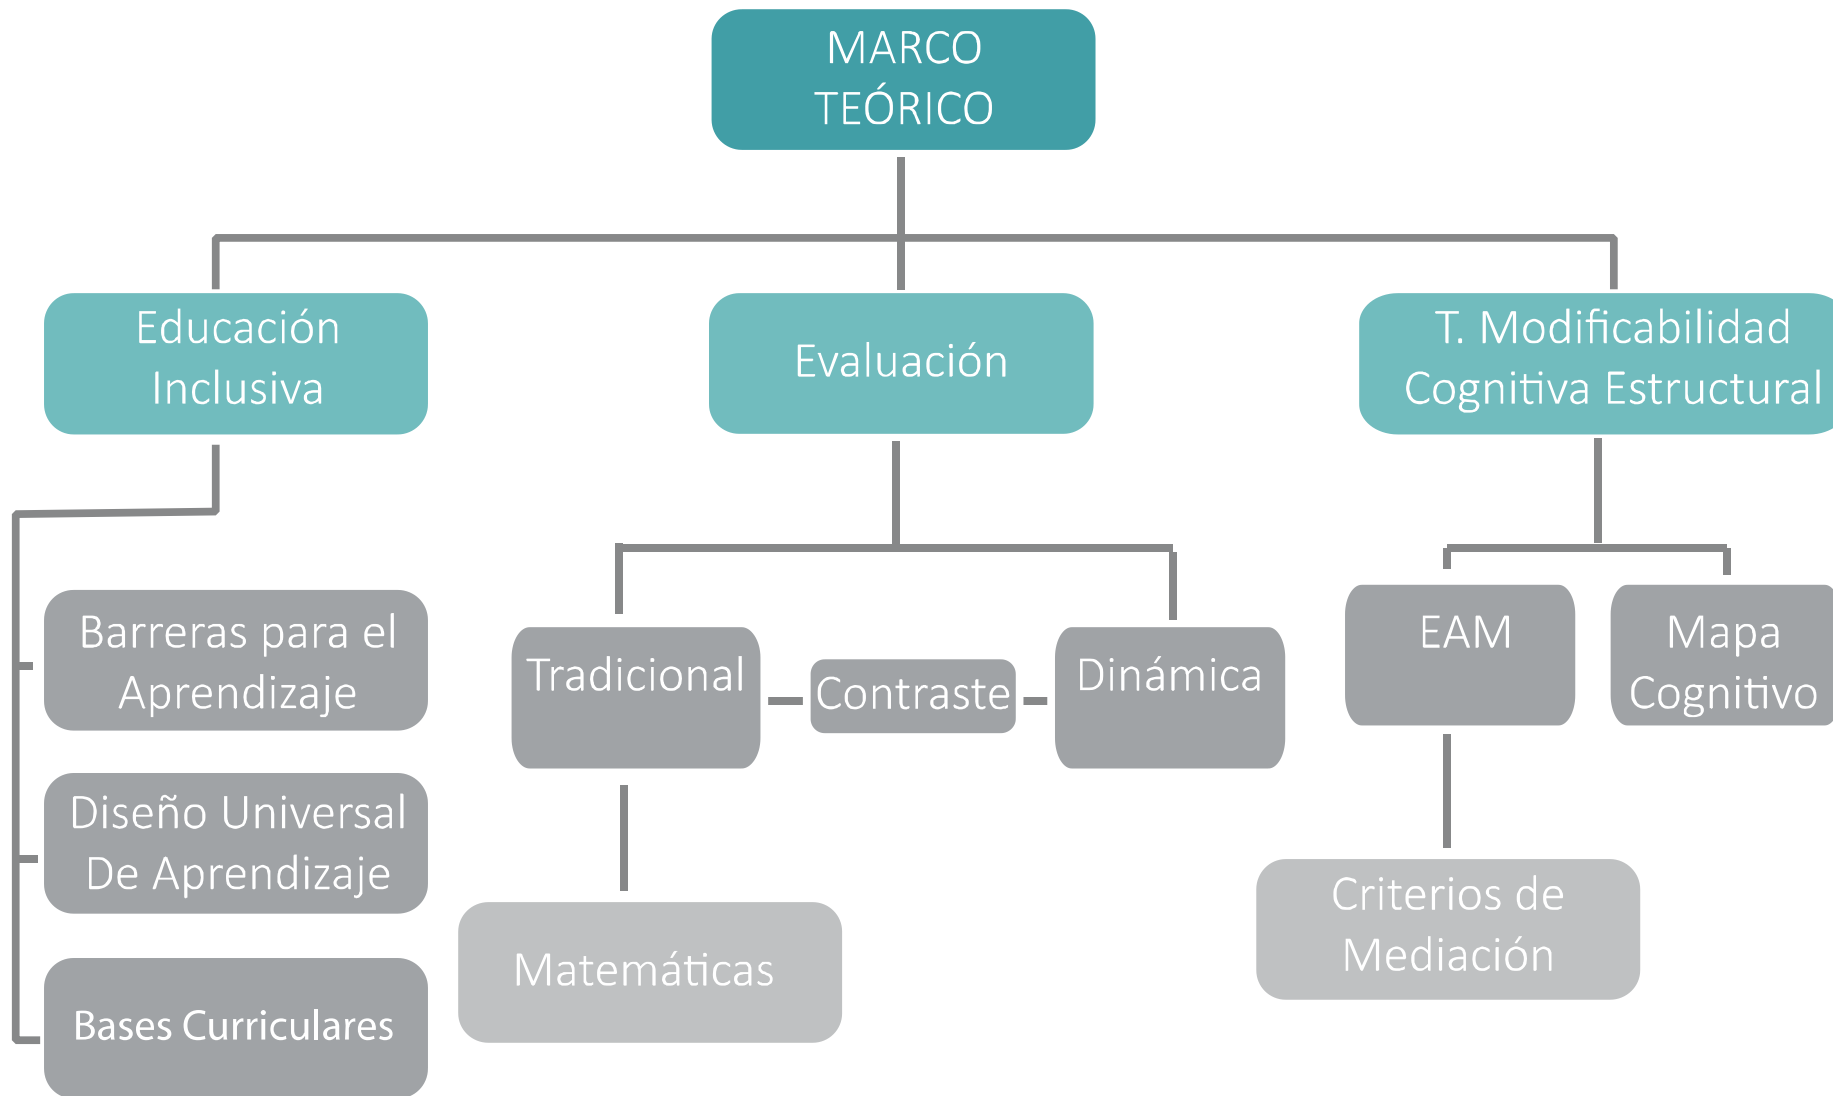 MARCO
TEÓRICO
Educación
Inclusiva
Evaluación
T. Modificabilidad
Cognitiva Estructural
Barreras para el
Aprendizaje
Diseño Universal
De Aprendizaje
Bases Curriculares
Tradicional
Contraste
Dinámica
Matemáticas
EAM
Mapa
Cognitivo
Criterios de
Mediación